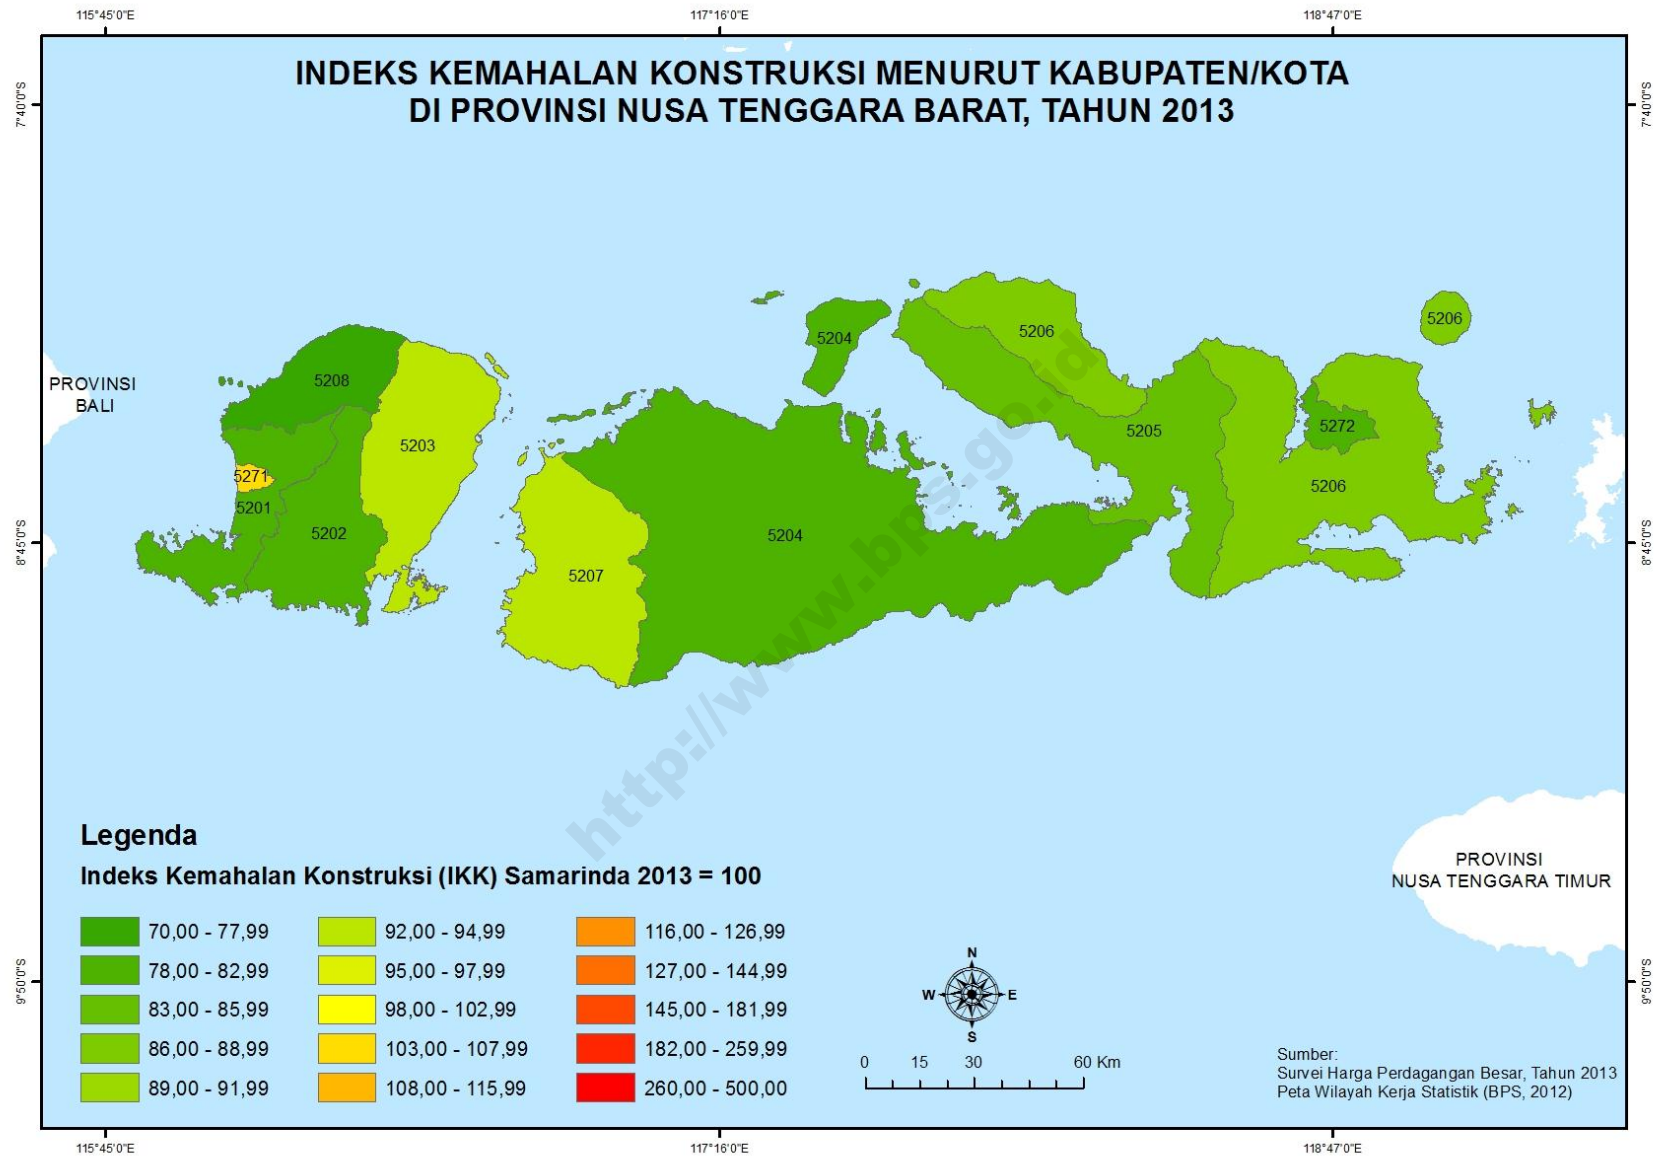 115°45'0"E 117°16'0"E 118°47'0"E
INDEKS KEMAHALAN KONSTRUKSI MENURUT KABUPATEN/KOTA
DI PROVINSI NUSA TENGGARA BARAT, TAHUN 2013
7°40'0"S 7°40'0"S
5206
5206
5204
5208
PROVINSI
BALI
5203
5205
5272
5271
5206
5201
5202
5204
5207
8°45'0"S 8°45'0"S
http://www.bps.go.id
Legenda
Indeks Kemahalan Konstruksi (IKK) Samarinda 2013 = 100
70,00 - 77,99
78,00 - 82,99
83,00 - 85,99
86,00 - 88,99
89,00 - 91,99
92,00 - 94,99
95,00 - 97,99
98,00 - 102,99
103,00 - 107,99
108,00 - 115,99
116,00 - 126,99
127,00 - 144,99
145,00 - 181,99
182,00 - 259,99
260,00 - 500,00
N
W E
S
0 15 30 60 Km
PROVINSI
NUSA TENGGARA TIMUR
9°50'0"S 9°50'0"S
Sumber:
Survei Harga Perdagangan Besar, Tahun 2013
Peta Wilayah Kerja Statistik (BPS, 2012)
115°45'0"E 117°16'0"E 118°47'0"E